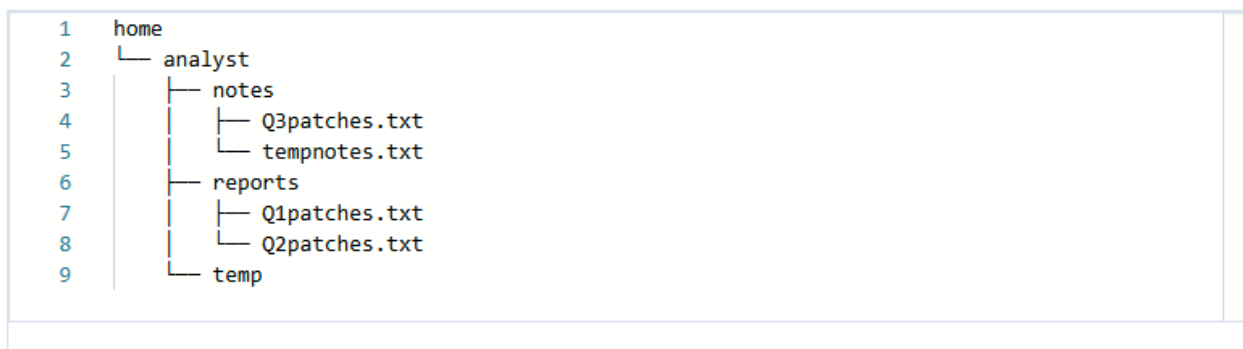 1 home
2 └── analyst
3     ├── notes
4     │   ├── Q3patches.txt
5     │   └── tempnotes.txt
6     ├── reports
7     │   ├── Q1patches.txt
8     │   └── Q2patches.txt
9     └── temp